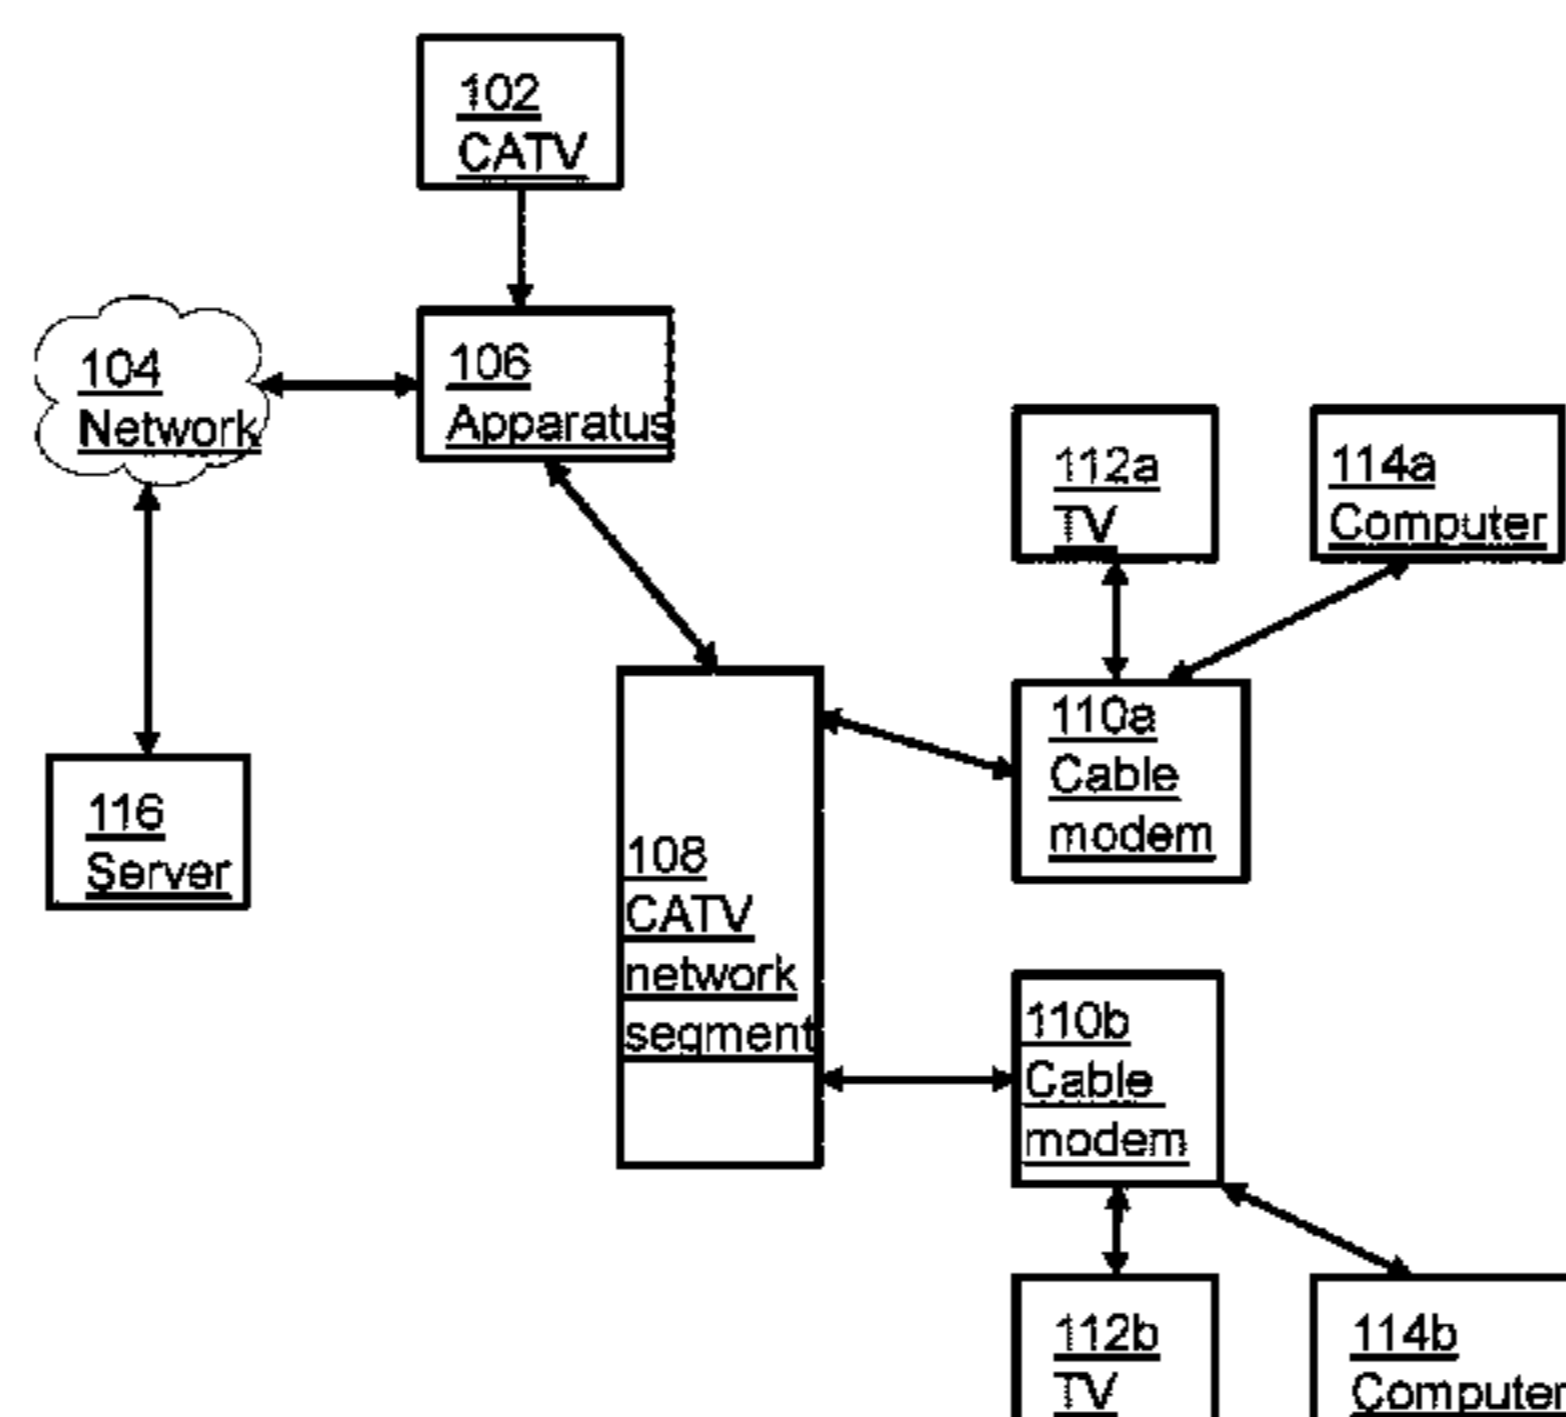 102
CATV
104
Network
106
Apparatus
112a
TV
114a
Computer
110a
Cable
modem
116
Server
108
CATV
network
segment
110b
Cable
modem
112b
TV
114b
Computer